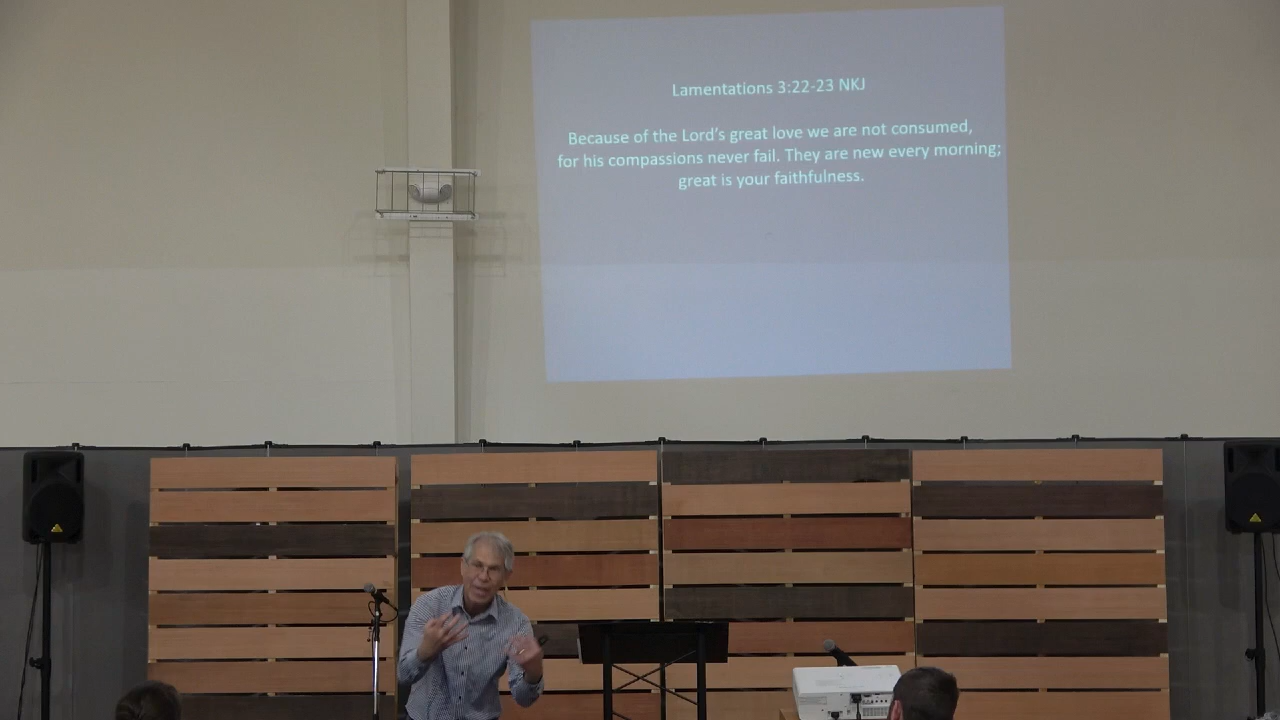 Lamentations 3:22-23 NKJ
Because of the Lord's great love we are not consumed,
for his compassions never fail. They are new every morning;
great is your faithfulness.